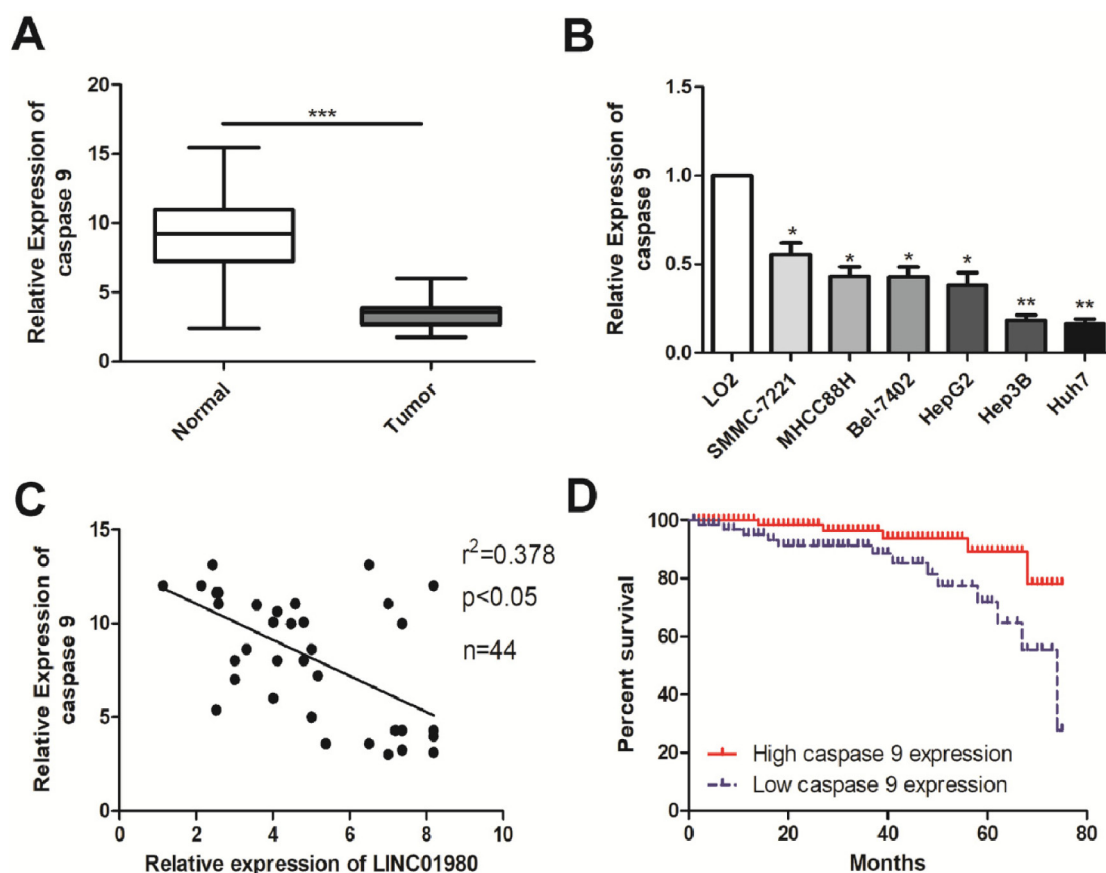 A
Relative Expression of
caspase 9
20
15
10
5
0
***
Normal
Tumor
B
Relative Expression of
caspase 9
1.5
1.0
0.5
0.0
*
*
*
*
**
**
LO2
SMMC-7221
MHCC88H
Bel-7402
HepG2
Hep3B
Huh7
C
Relative Expression of
caspase 9
15
10
5
0
r²=0.378
p<0.05
n=44
0
2
4
6
8
10
Relative expression of LINC01980
D
Percent survival
100
80
60
40
20
0
High caspase 9 expression
Low caspase 9 expression
0
20
40
60
80
Months